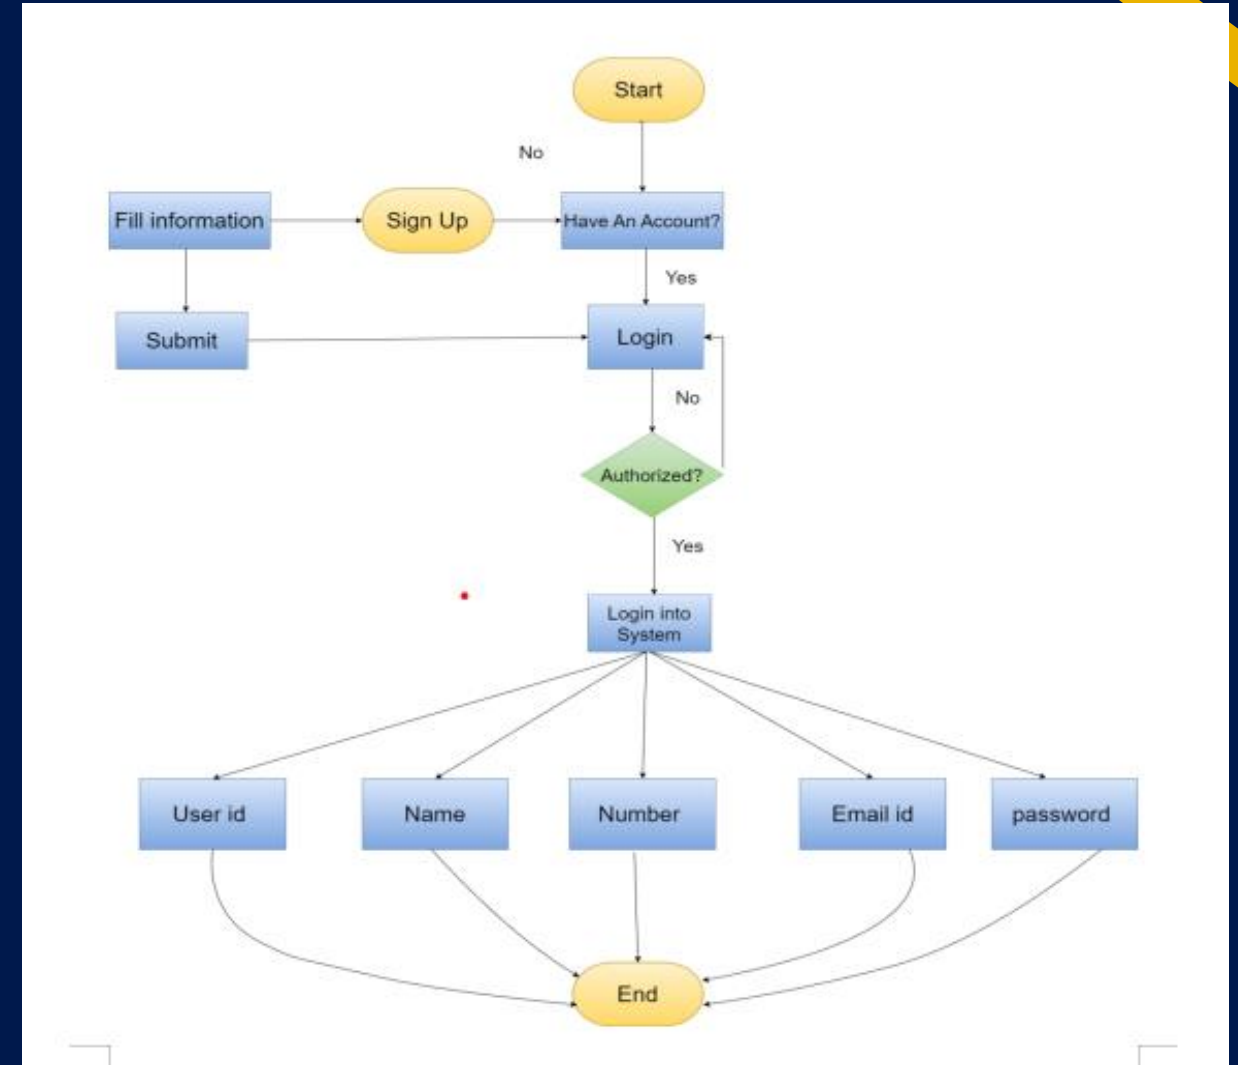 Start
No
Fill information
Sign Up
Have An Account?
Yes
Submit
Login
No
Authorized?
Yes
Login into
System
User id
Name
Number
Email id
password
End